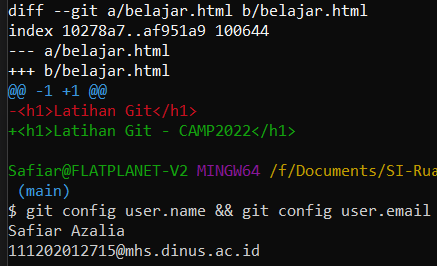 diff --git a/belajar.html b/belajar.html
index 10278a7..af951a9 100644
--- a/belajar.html
+++ b/belajar.html
@@ -1 +1 @@
-<h1>Latihan Git</h1>
+<h1>Latihan Git - CAMP2022</h1>
Safiar@FLATPLANET-V2 MINGW64 /f/Documents/SI-Rua
(main)
$ git config user.name && git config user.email
Safiar Azalia
111202012715@mhs.dinus.ac.id